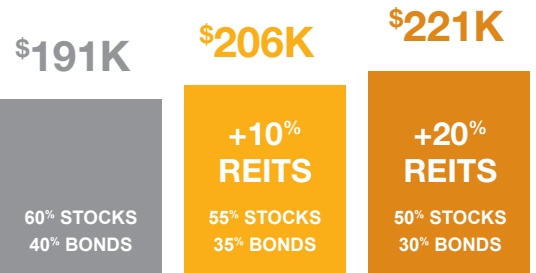 $191K
60% STOCKS
40% BONDS
$206K
+10%
REITS
55% STOCKS
35% BONDS
$221K
+20%
REITS
50% STOCKS
30% BONDS